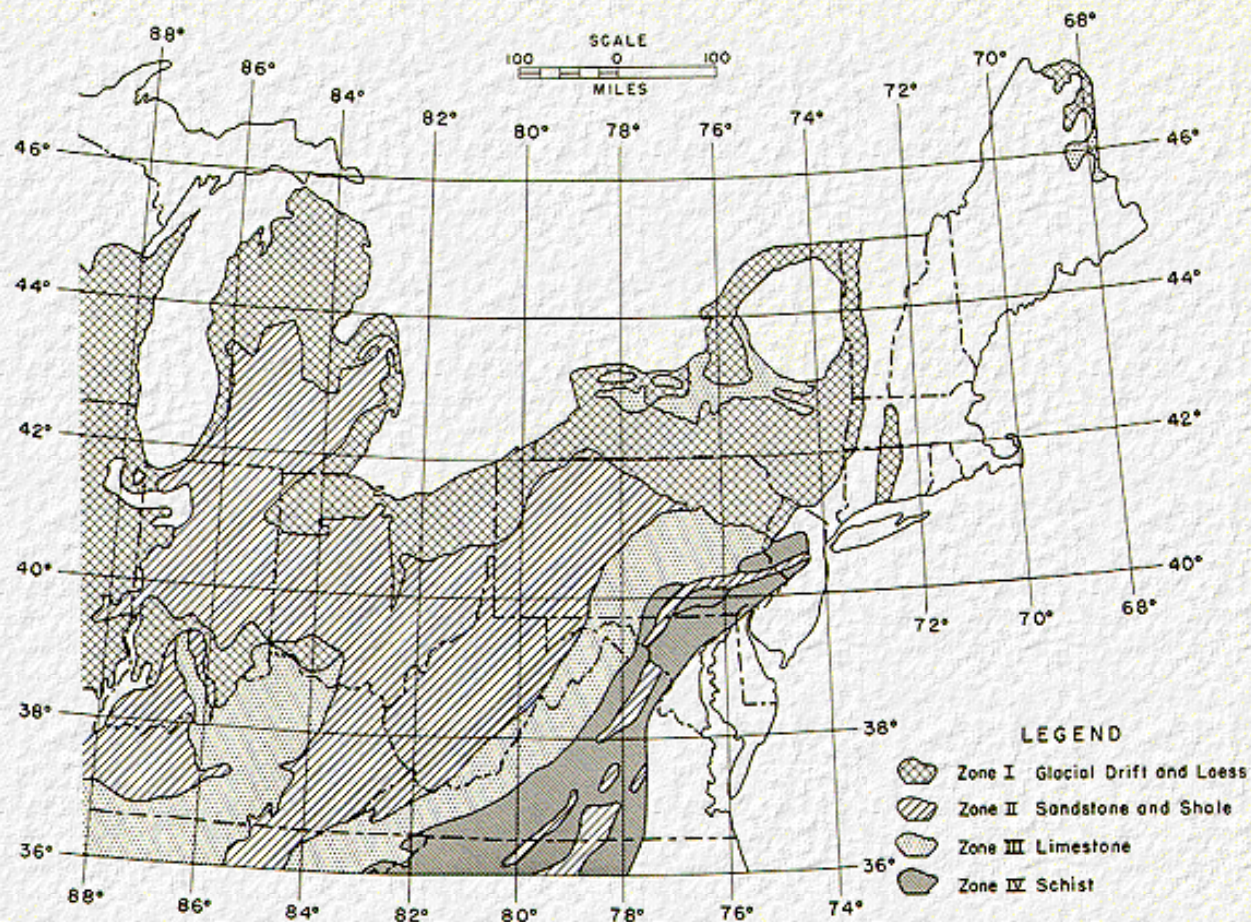 SCALE
100 0 100
MILES
88° 86° 84° 82° 80° 78° 76° 74° 72° 70° 68°
46° 46°
44° 44°
42° 42°
40° 40°
72° 70° 68°
38° 38°
36° 36°
88° 86° 84° 82° 80° 78° 76° 74°
LEGEND
Zone I Glacial Drift and Loess
Zone II Sandstone and Shale
Zone III Limestone
Zone IV Schist